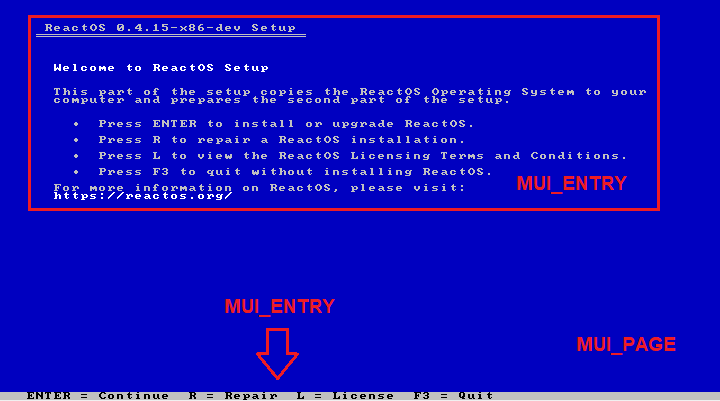 ReactOS 0.4.15-x86-dev Setup
Welcome to ReactOS Setup
This part of the setup copies the ReactOS Operating System to your
computer and prepares the second part of the setup.
• Press ENTER to install or upgrade ReactOS.
• Press R to repair a ReactOS installation.
• Press L to view the ReactOS Licensing Terms and Conditions.
• Press F3 to quit without installing ReactOS.
For more information on ReactOS, please visit:
https://reactos.org/
MUI_ENTRY
MUI_ENTRY
MUI_PAGE
ENTER = Continue R = Repair L = License F3 = Quit